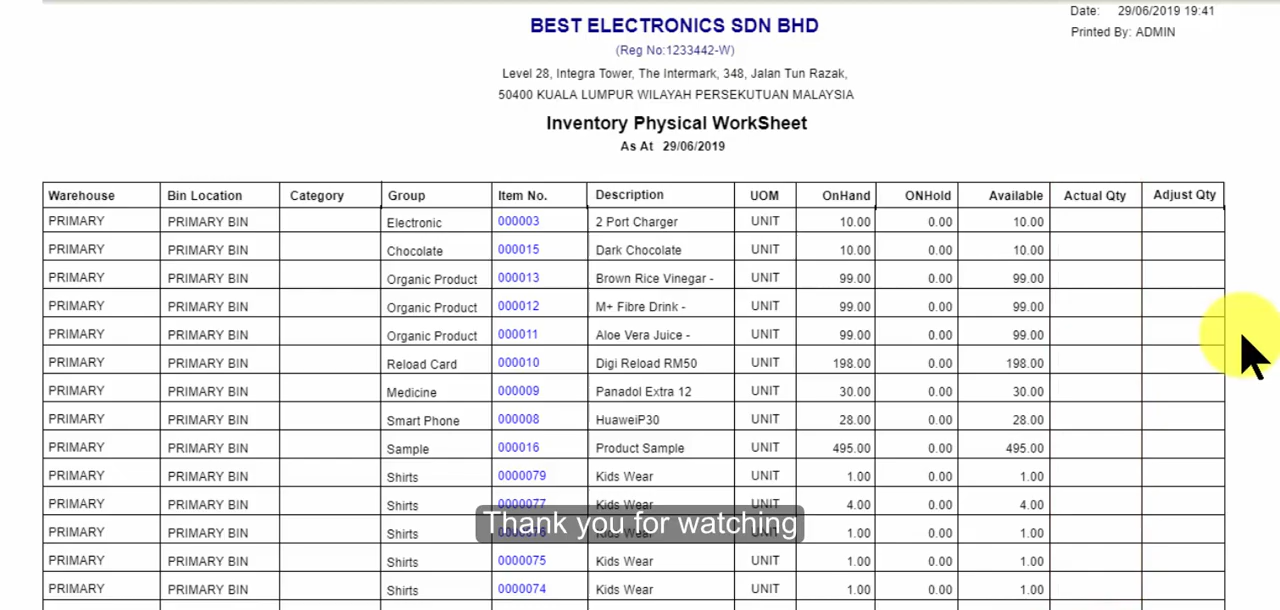 Date: 29/06/2019 19:41
BEST ELECTRONICS SDN BHD
Printed By: ADMIN
(Reg No:1233442-W)
Level 28, Integra Tower, The Intermark, 348, Jalan Tun Razak,
50400 KUALA LUMPUR WILAYAH PERSEKUTUAN MALAYSIA
Inventory Physical WorkSheet
As At 29/06/2019
Warehouse Bin Location Category Group Item No. Description UOM OnHand ONHold Available Actual Qty Adjust Qty
PRIMARY PRIMARY BIN Electronic 000003 2 Port Charger UNIT 10.00 0.00 10.00
PRIMARY PRIMARY BIN Chocolate 000015 Dark Chocolate UNIT 10.00 0.00 10.00
PRIMARY PRIMARY BIN Organic Product 000013 Brown Rice Vinegar - UNIT 99.00 0.00 99.00
PRIMARY PRIMARY BIN Organic Product 000012 M+ Fibre Drink - UNIT 99.00 0.00 99.00
PRIMARY PRIMARY BIN Organic Product 000011 Aloe Vera Juice - UNIT 99.00 0.00 99.00
PRIMARY PRIMARY BIN Reload Card 000010 Digi Reload RM50 UNIT 198.00 0.00 198.00
PRIMARY PRIMARY BIN Medicine 000009 Panadol Extra 12 UNIT 30.00 0.00 30.00
PRIMARY PRIMARY BIN Smart Phone 000008 HuaweiP30 UNIT 28.00 0.00 28.00
PRIMARY PRIMARY BIN Sample 000016 Product Sample UNIT 495.00 0.00 495.00
PRIMARY PRIMARY BIN Shirts 0000079 Kids Wear UNIT 1.00 0.00 1.00
PRIMARY PRIMARY BIN Shirts 0000077 Kids Wear UNIT 4.00 0.00 4.00
Thank you for watching
PRIMARY PRIMARY BIN Shirts Kids Wear UNIT 1.00 0.00 1.00
PRIMARY PRIMARY BIN Shirts 0000075 Kids Wear UNIT 1.00 0.00 1.00
PRIMARY PRIMARY BIN Shirts 0000074 Kids Wear UNIT 1.00 0.00 1.00